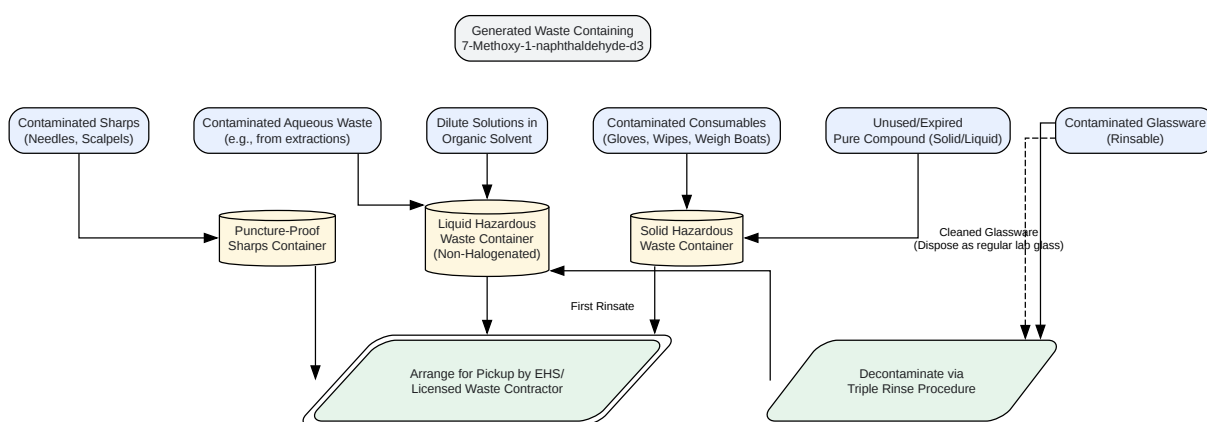 Generated Waste Containing
7-Methoxy-1-naphthaldehyde-d3
Contaminated Sharps
(Needles, Scalpels)
Contaminated Aqueous Waste
(e.g., from extractions)
Dilute Solutions in
Organic Solvent
Contaminated Consumables
(Gloves, Wipes, Weigh Boats)
Unused/Expired
Pure Compound (Solid/Liquid)
Contaminated Glassware
(Rinsable)
Puncture-Proof
Sharps Container
Liquid Hazardous
Waste Container
(Non-Halogenated)
Solid Hazardous
Waste Container
Cleaned Glassware
(Dispose as regular lab glass)
First Rinsate
Arrange for Pickup by EHS/
Licensed Waste Contractor
Decontaminate via
Triple Rinse Procedure